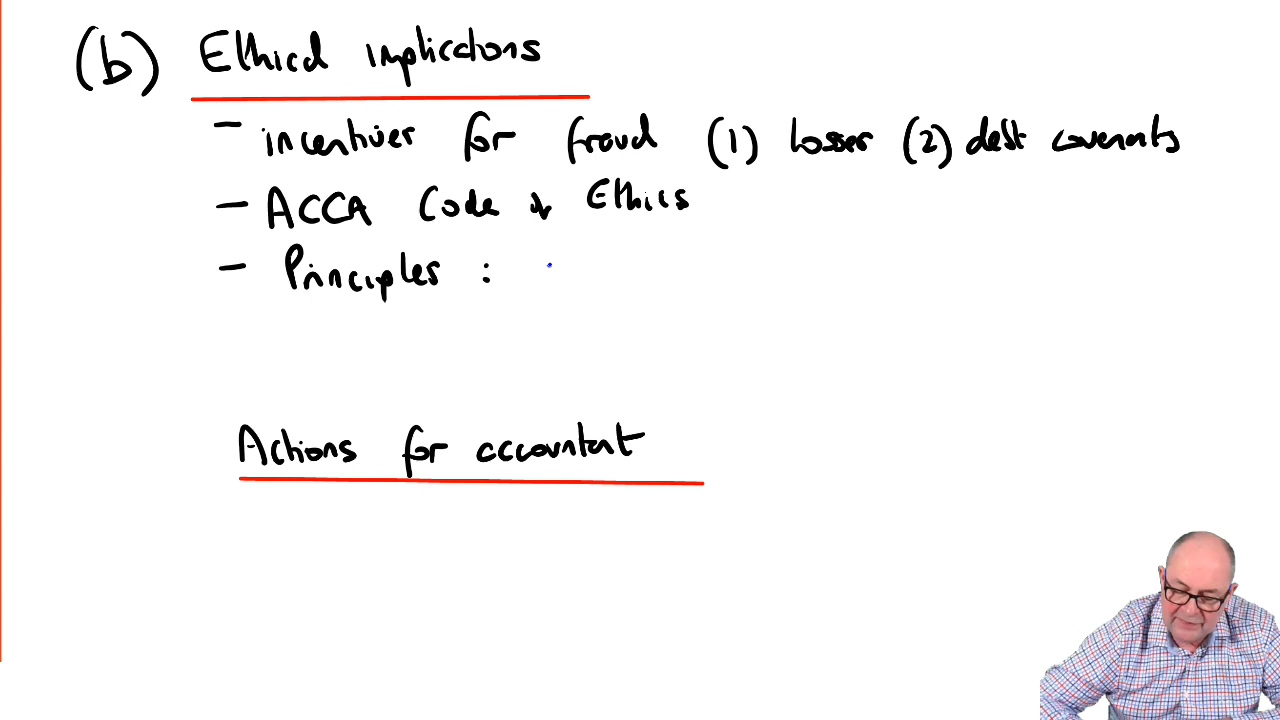 (b) Ethical implications
- incentives for fraud (1) losses (2) debt covenants
- ACCA Code of Ethics
- Principles :
Actions for accountant